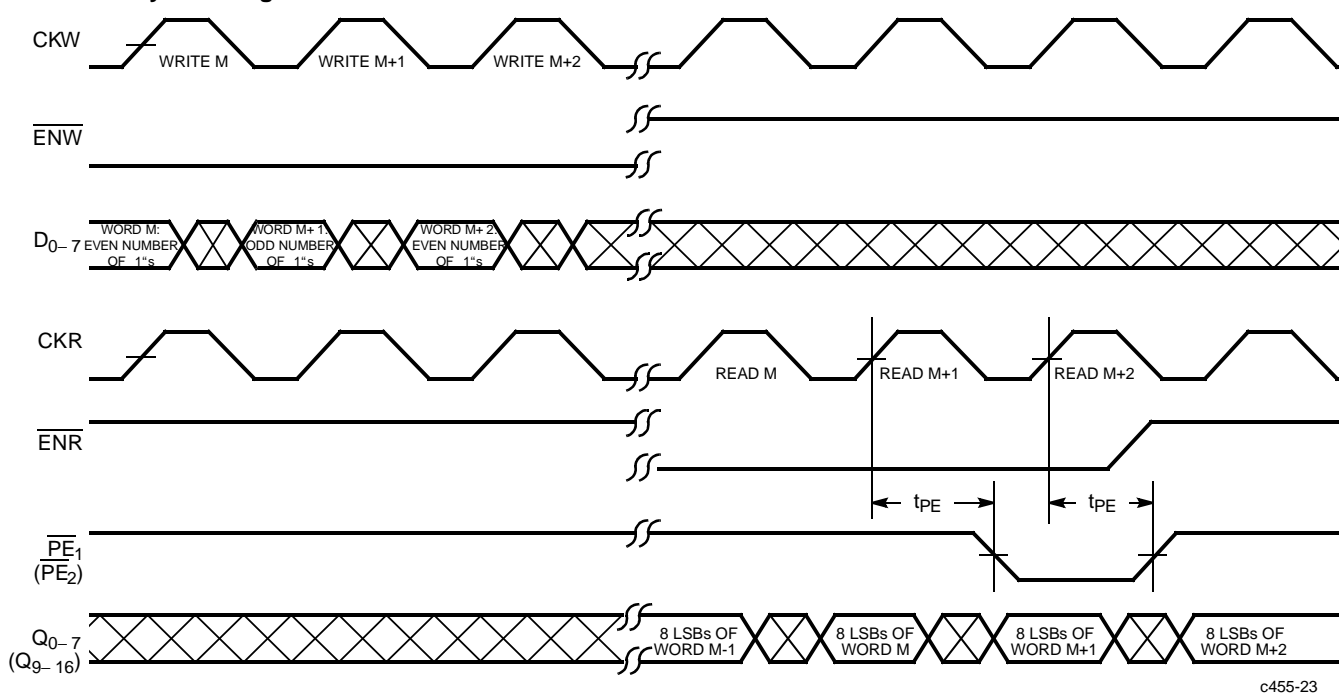 CKW
WRITE M WRITE M+1 WRITE M+2
ENW
D0–7
WORD M:
EVEN NUMBER
OF 1"s
WORD M+1:
ODD NUMBER
OF 1"s
WORD M+2:
EVEN NUMBER
OF 1"s
CKR
READ M READ M+1 READ M+2
ENR
tPE tPE
PE1
(PE2)
Q0–7
(Q9–16)
8 LSBs OF
WORD M-1
8 LSBs OF
WORD M
8 LSBs OF
WORD M+1
8 LSBs OF
WORD M+2
c455-23